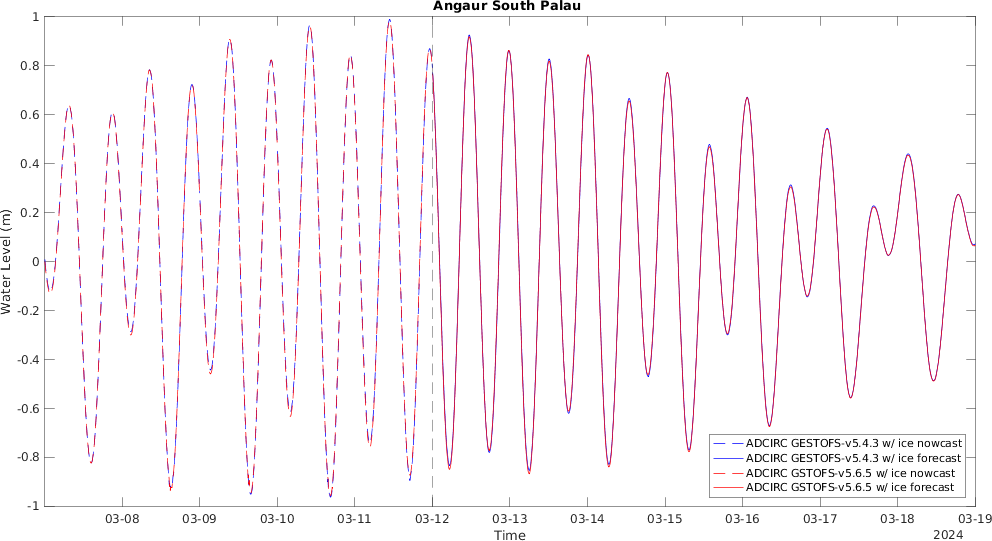 Angaur South Palau
1
0.8
0.6
0.4
0.2
0
-0.2
-0.4
-0.6
-0.8
-1
Water Level (m)
03-08 03-09 03-10 03-11 03-12 03-13 03-14 03-15 03-16 03-17 03-18 03-19
Time
2024
ADCIRC GESTOFS-v5.4.3 w/ ice nowcast
ADCIRC GESTOFS-v5.4.3 w/ ice forecast
ADCIRC GSTOFS-v5.6.5 w/ ice nowcast
ADCIRC GSTOFS-v5.6.5 w/ ice forecast